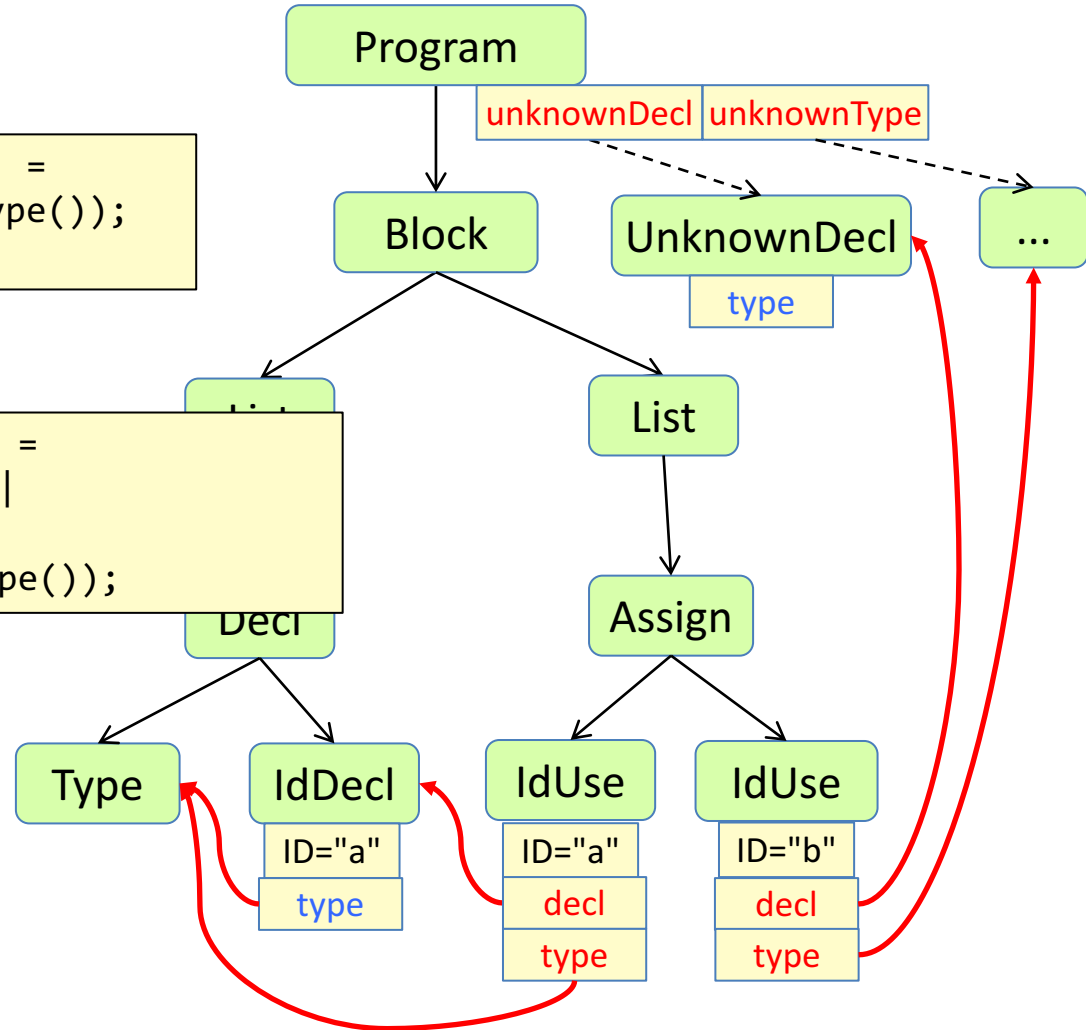 Program
unknownDecl unknownType
=
ype());
Block
UnknownDecl
...
type
List
List
=
|
pe());
Decl
Assign
Type
IdDecl
IdUse
IdUse
ID="a"
ID="a"
ID="b"
type
decl
decl
type
type